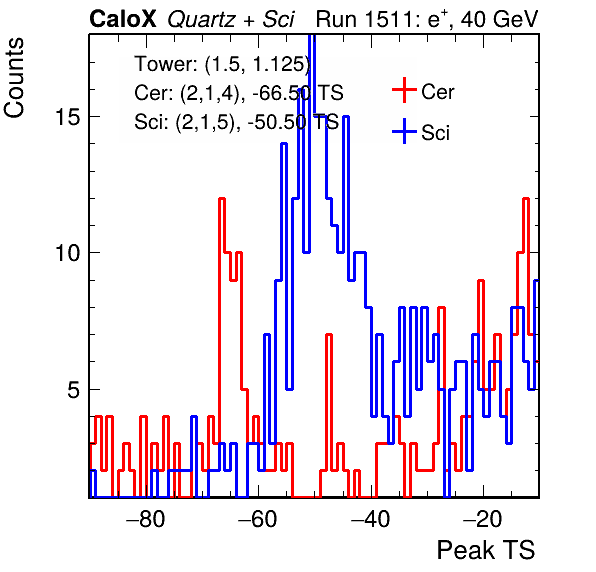 CaloX Quartz + Sci Run 1511: e+, 40 GeV
Counts
Tower: (1.5, 1.125)
Cer: (2,1,4), -66.50 TS
Sci: (2,1,5), -50.50 TS
Cer
Sci
15
10
5
−80 −60 −40 −20
Peak TS